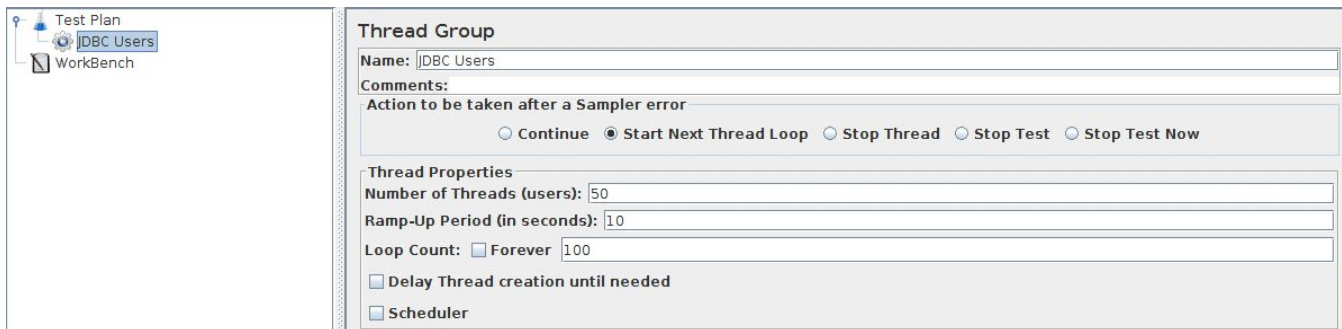 Test Plan
JDBC Users
WorkBench
Thread Group
Name: JDBC Users
Comments:
Action to be taken after a Sampler error
Continue Start Next Thread Loop Stop Thread Stop Test Stop Test Now
Thread Properties
Number of Threads (users): 50
Ramp-Up Period (in seconds): 10
Loop Count: Forever 100
Delay Thread creation until needed
Scheduler